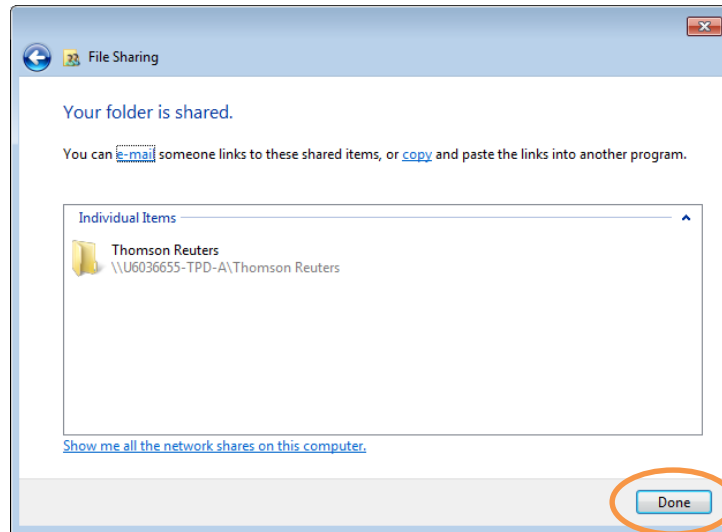 File Sharing
Your folder is shared.
You can e-mail someone links to these shared items, or copy and paste the links into another program.
Individual Items
Thomson Reuters
\\U6036655-TPD-A\Thomson Reuters
Show me all the network shares on this computer.
Done